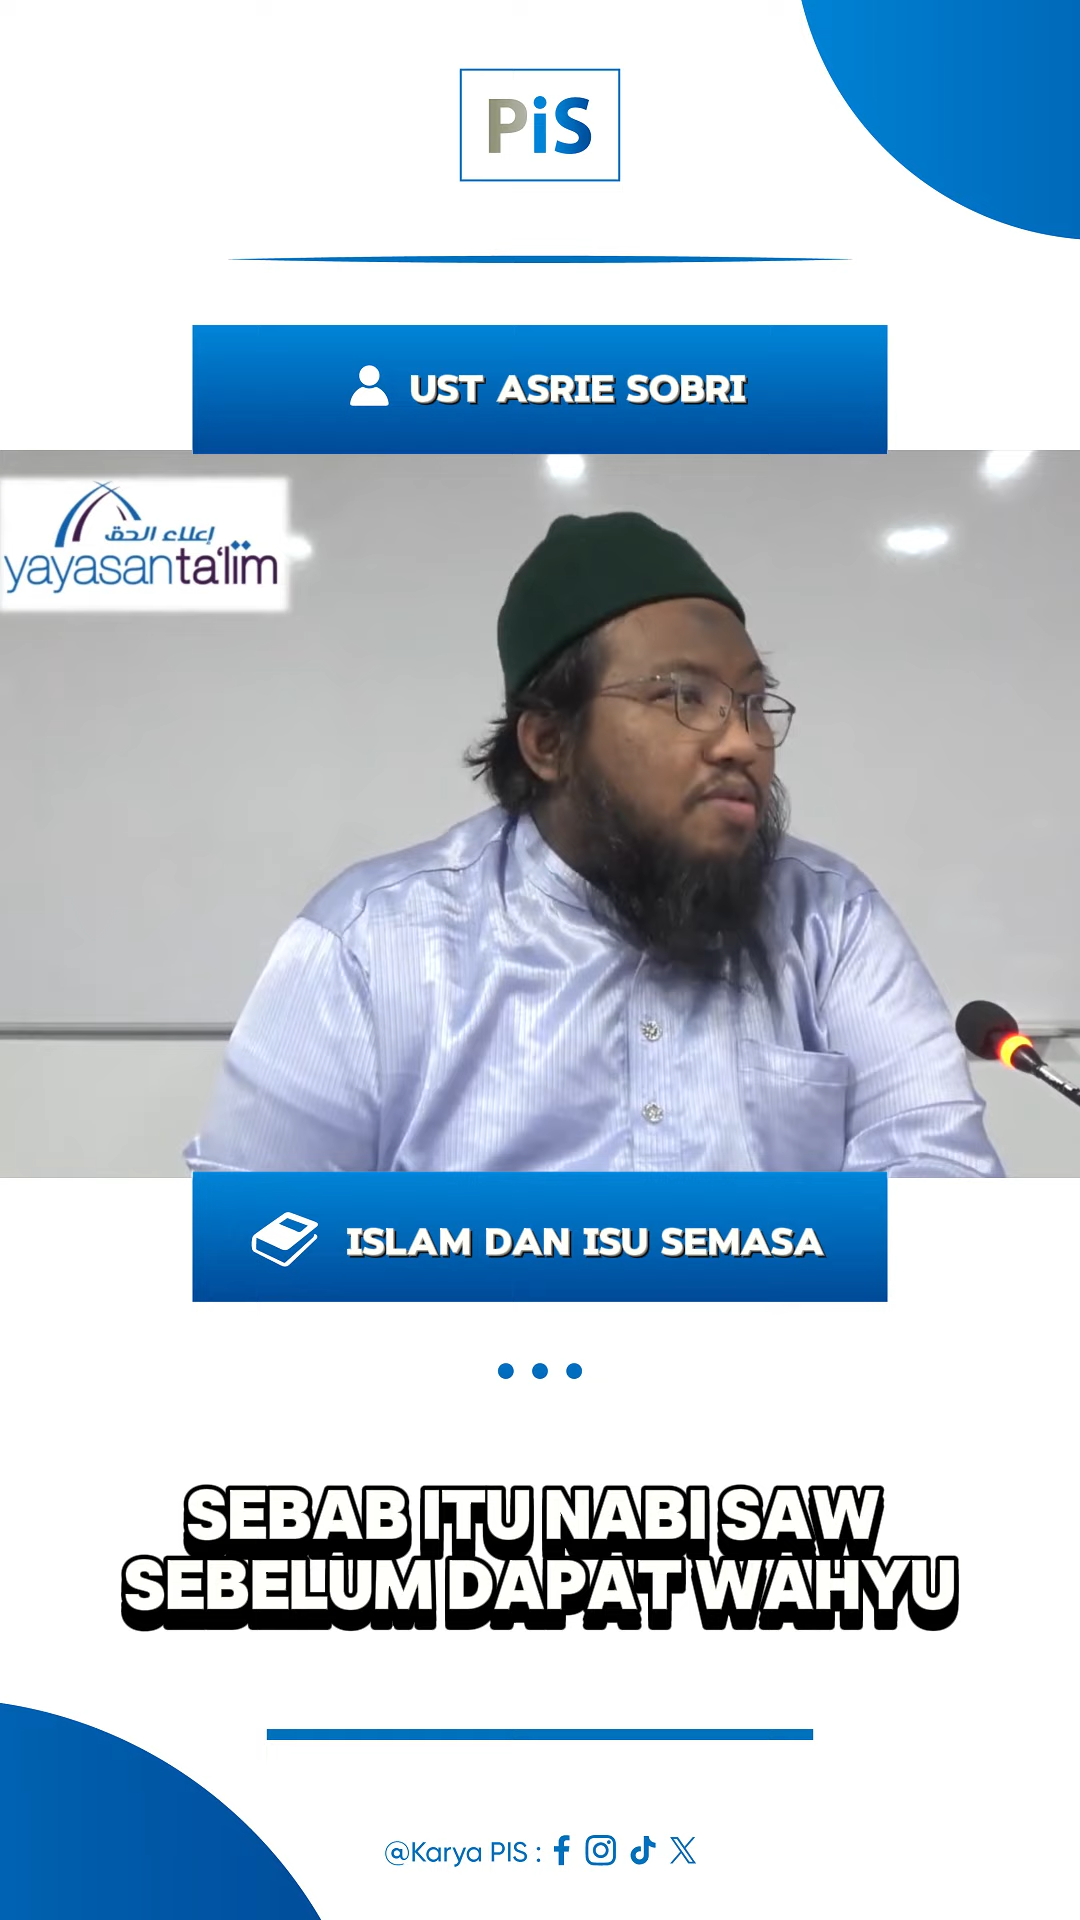 PiS
UST ASRIE SOBRI
إعلاء الحق
yayasanta'lim
ISLAM DAN ISU SEMASA
SEBAB ITU NABI SAW
SEBELUM DAPAT WAHYU
@Karya PIS :